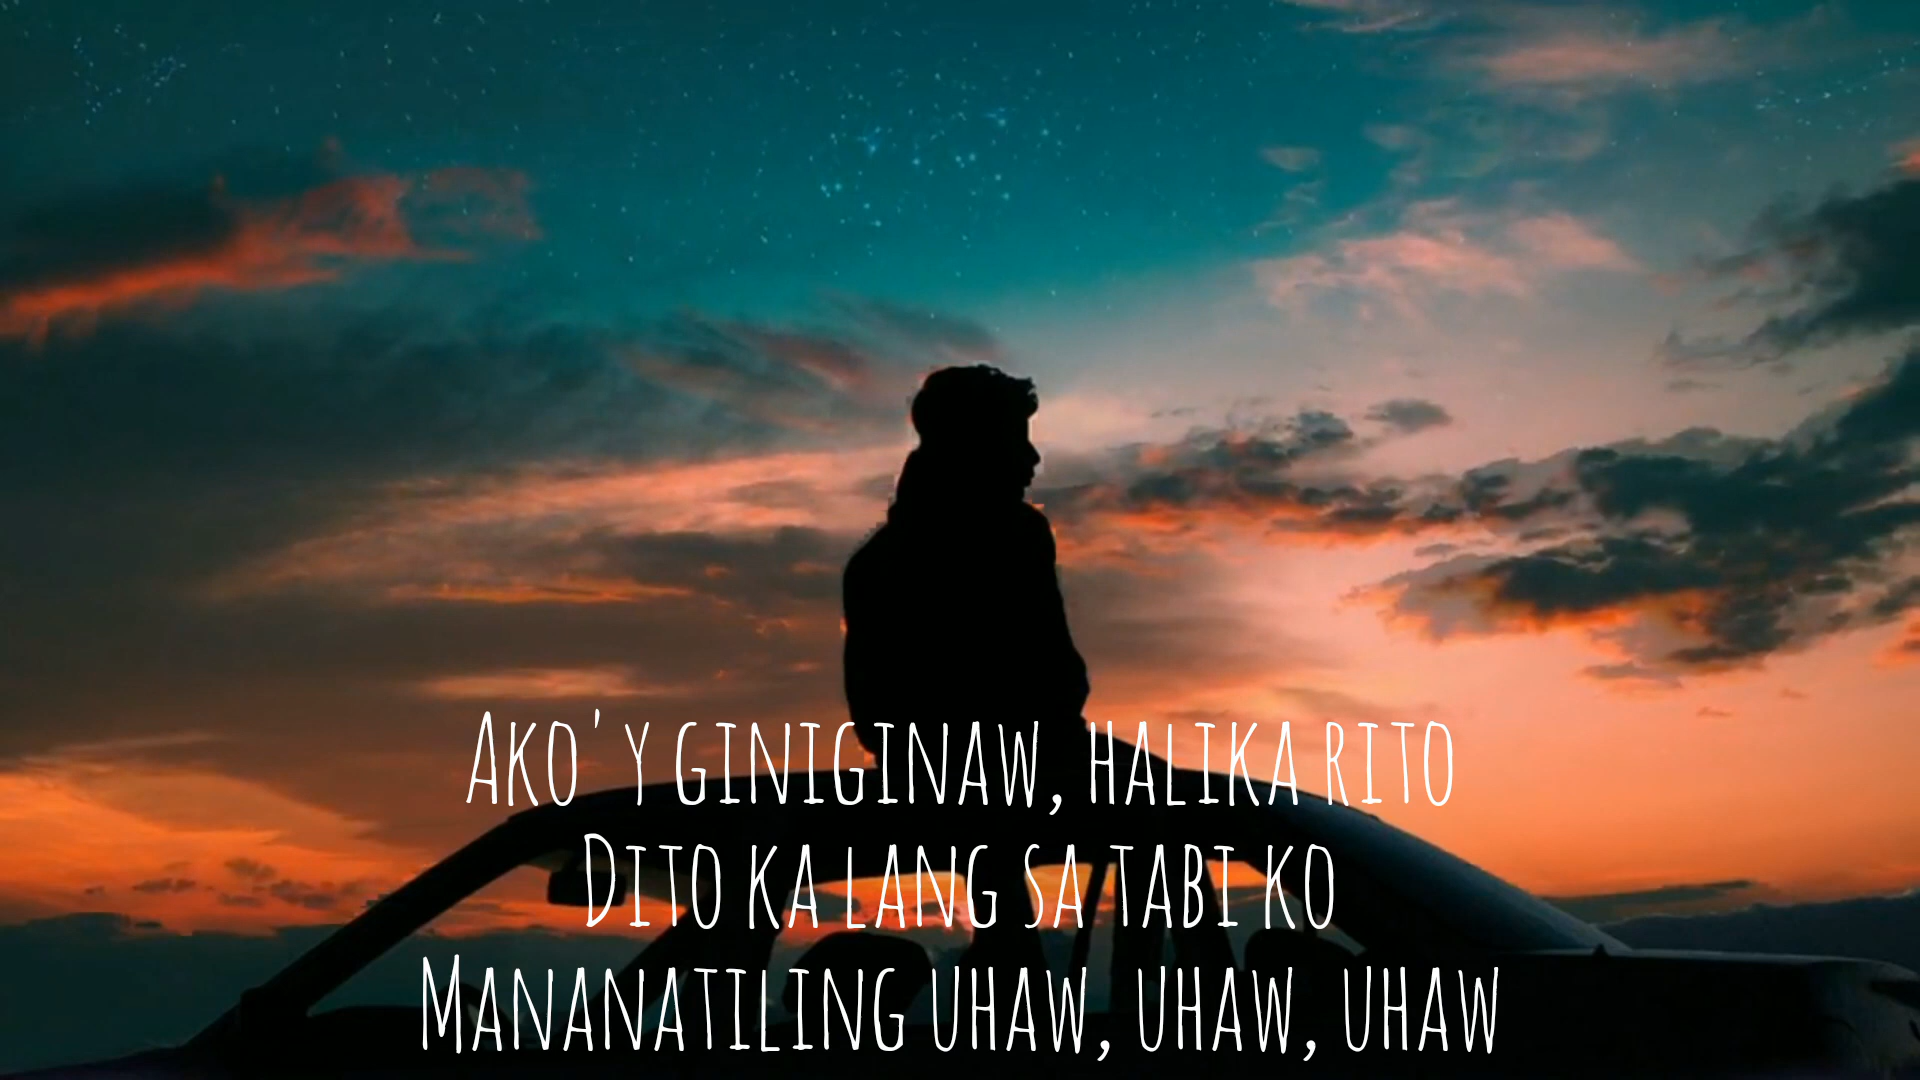 Ako'y giniginaw, halika rito
Dito ka lang sa tabi ko
Mananatiling uhaw, uhaw, uhaw